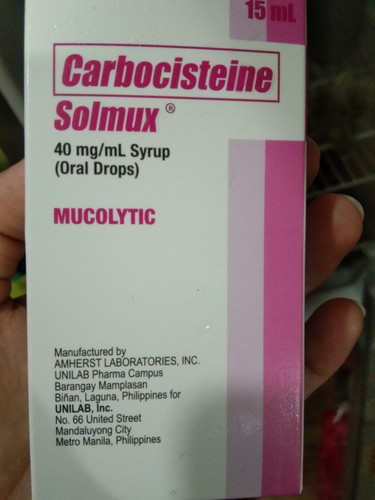 15 mL
Carbocisteine
Solmux ®
40 mg/mL Syrup
(Oral Drops)
MUCOLYTIC
Manufactured by
AMHERST LABORATORIES, INC.
UNILAB Pharma Campus
Barangay Mamplasan
Biñan, Laguna, Philippines for
UNILAB, Inc.
No. 66 United Street
Mandaluyong City
Metro Manila, Philippines